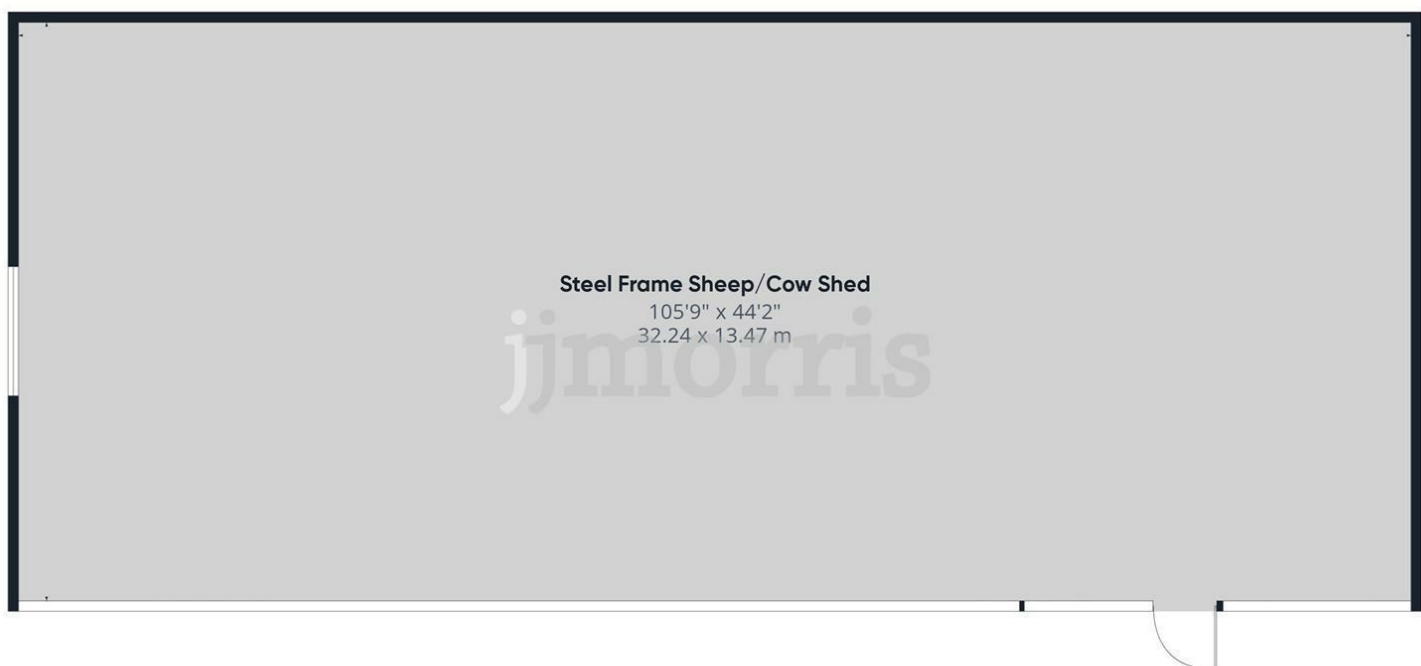 Steel Frame Sheep/Cow Shed
105'9" x 44'2"
32.24 x 13.47 m
jjmorris